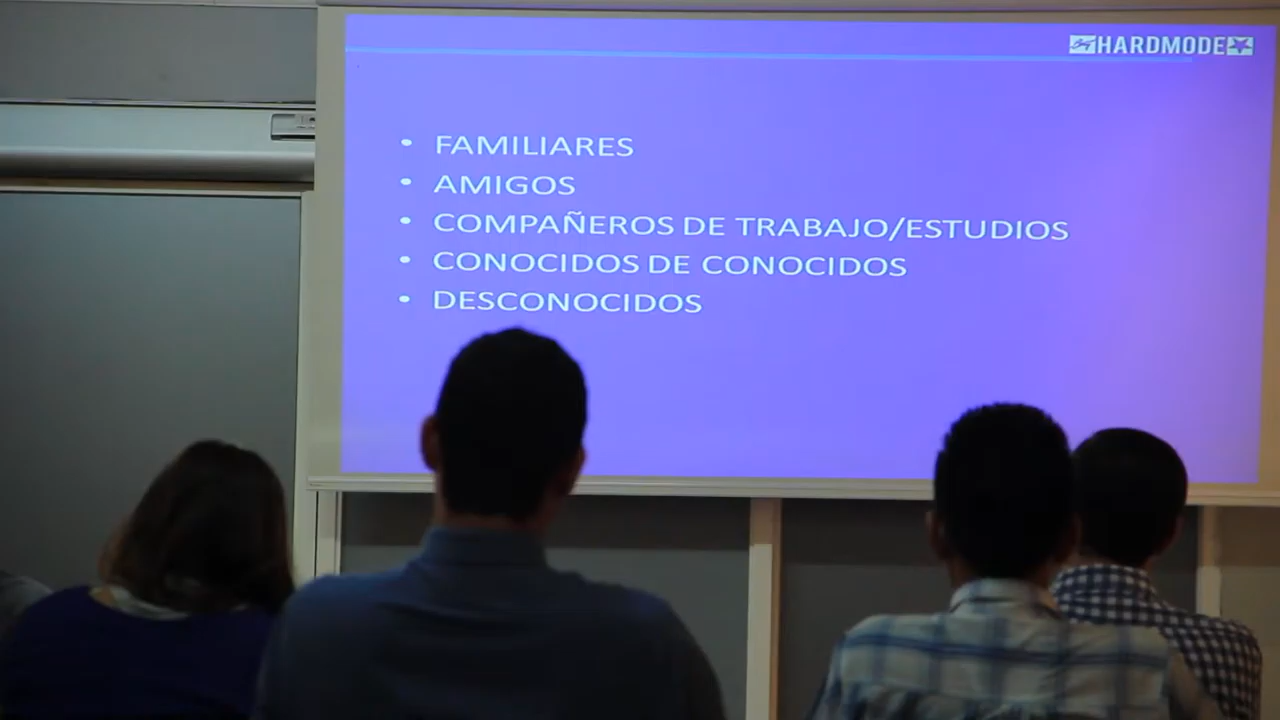 HARDMODE
• FAMILIARES
• AMIGOS
• COMPAÑEROS DE TRABAJO/ESTUDIOS
• CONOCIDOS DE CONOCIDOS
• DESCONOCIDOS